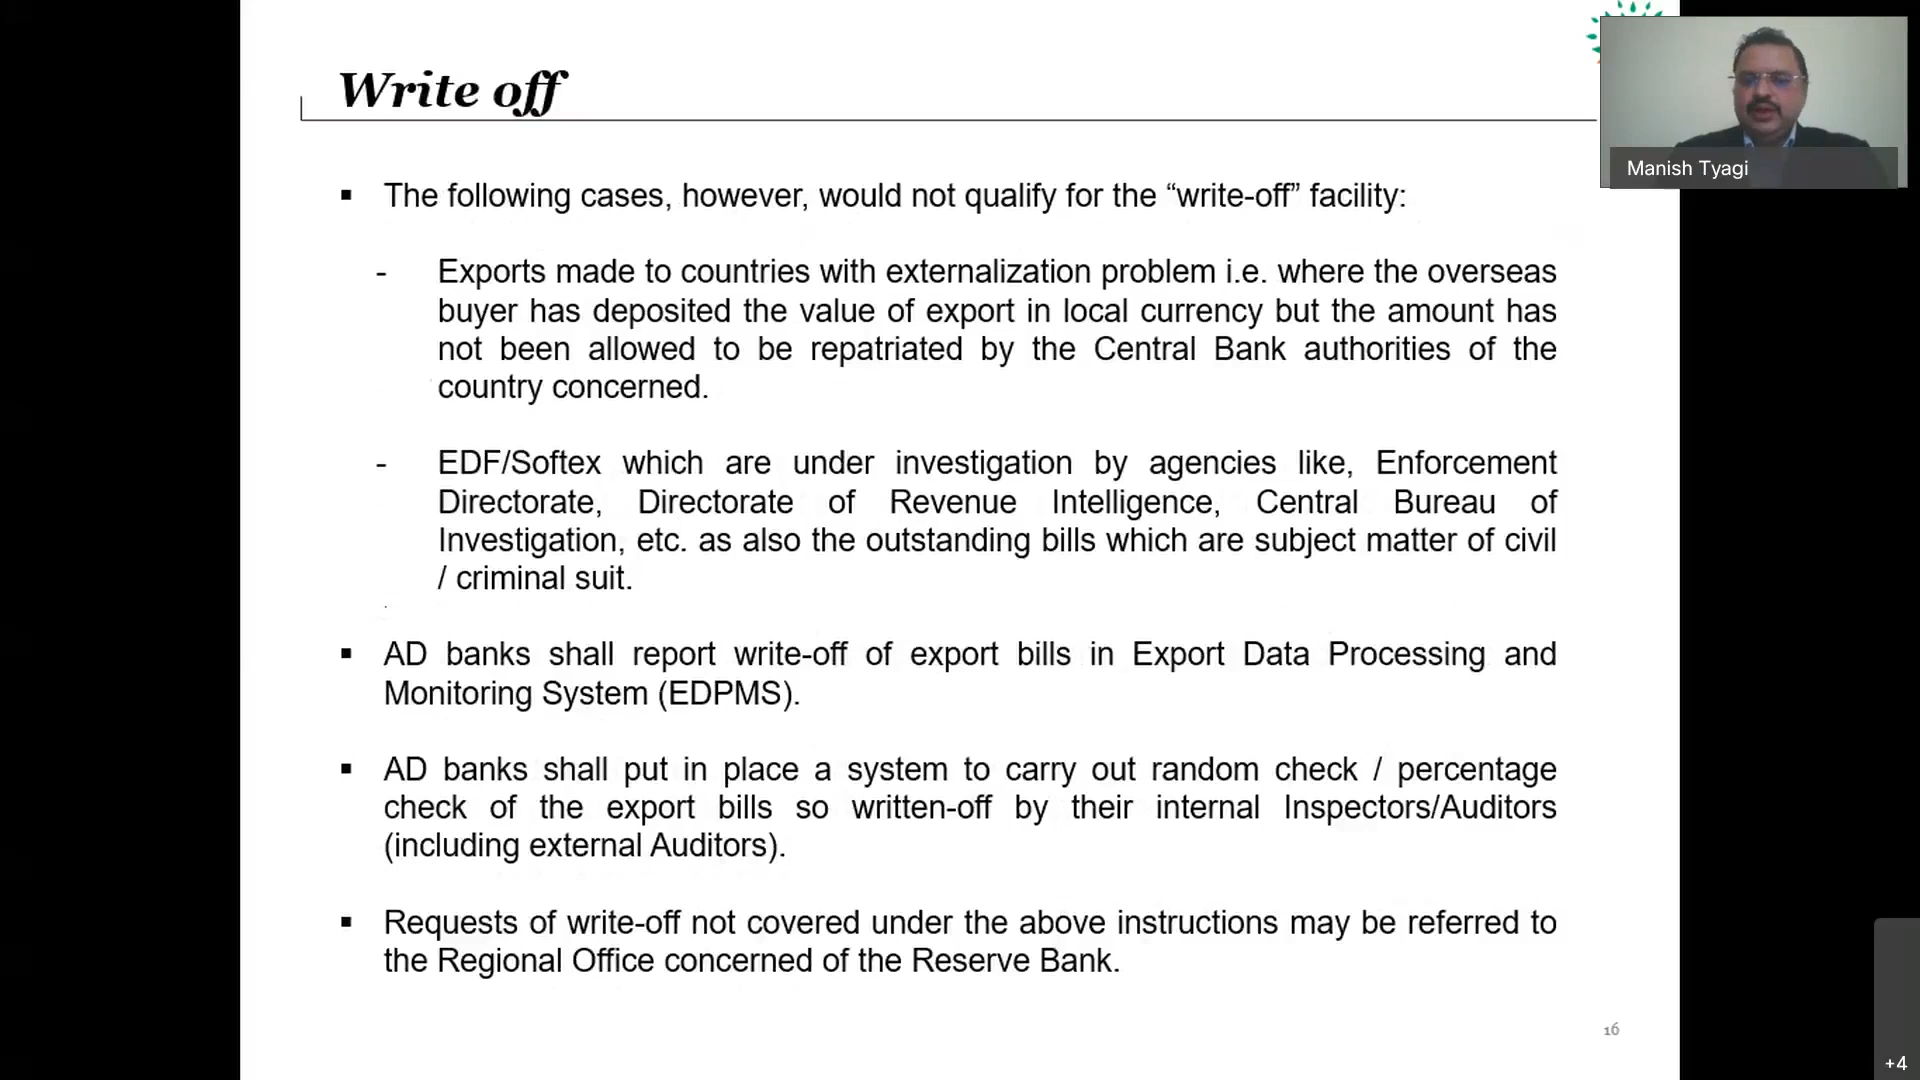 Write off
Manish Tyagi
▪ The following cases, however, would not qualify for the “write-off” facility:
- Exports made to countries with externalization problem i.e. where the overseas
buyer has deposited the value of export in local currency but the amount has
not been allowed to be repatriated by the Central Bank authorities of the
country concerned.
- EDF/Softex which are under investigation by agencies like, Enforcement
Directorate, Directorate of Revenue Intelligence, Central Bureau of
Investigation, etc. as also the outstanding bills which are subject matter of civil
/ criminal suit.
▪ AD banks shall report write-off of export bills in Export Data Processing and
Monitoring System (EDPMS).
▪ AD banks shall put in place a system to carry out random check / percentage
check of the export bills so written-off by their internal Inspectors/Auditors
(including external Auditors).
▪ Requests of write-off not covered under the above instructions may be referred to
the Regional Office concerned of the Reserve Bank.
16
+4